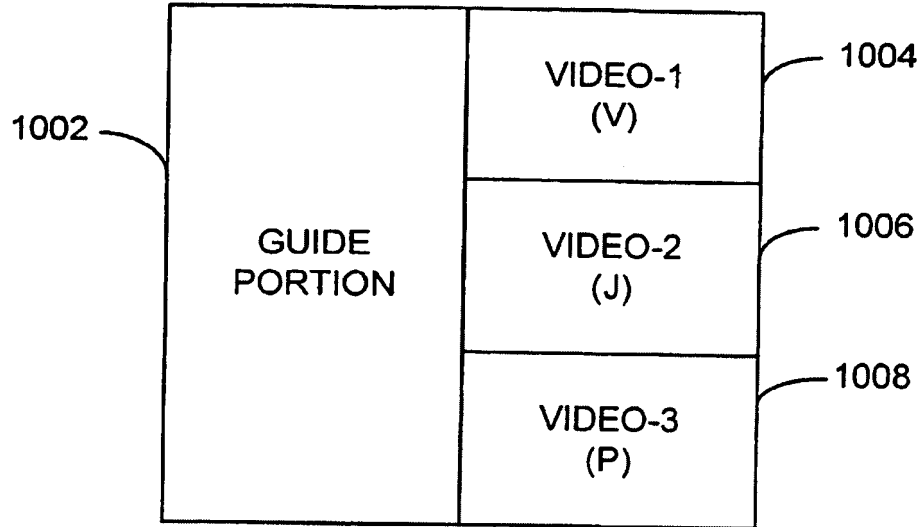 1002
GUIDE
PORTION
VIDEO-1
(V)
1004
VIDEO-2
(J)
1006
VIDEO-3
(P)
1008